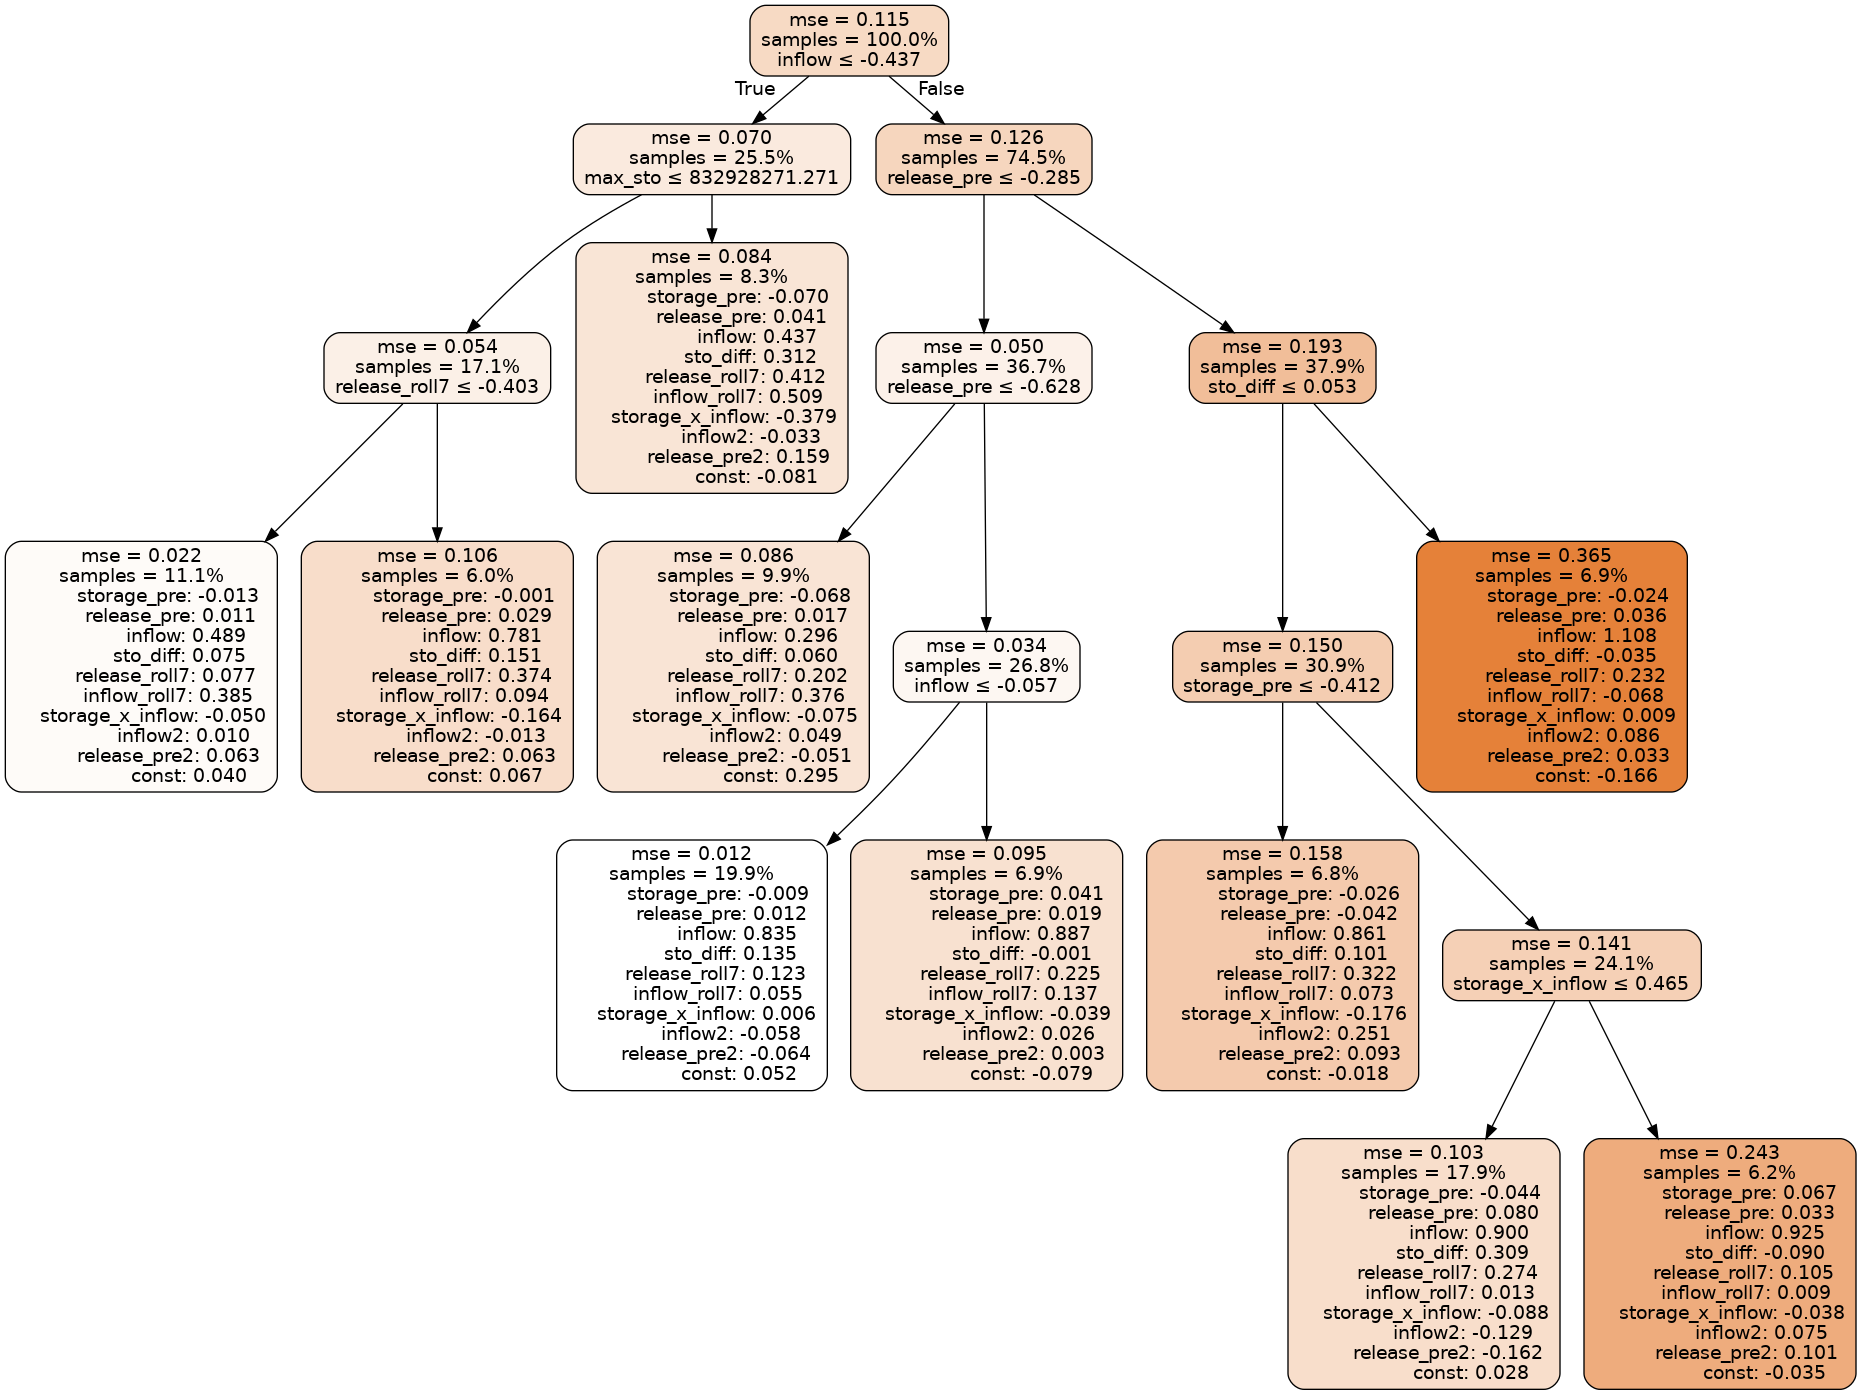 mse = 0.115
samples = 100.0%
inflow ≤ -0.437
True
False
mse = 0.070
samples = 25.5%
max_sto ≤ 832928271.271
mse = 0.126
samples = 74.5%
release_pre ≤ -0.285
mse = 0.084
samples = 8.3%
storage_pre: -0.070
release_pre: 0.041
inflow: 0.437
sto_diff: 0.312
release_roll7: 0.412
inflow_roll7: 0.509
storage_x_inflow: -0.379
inflow2: -0.033
release_pre2: 0.159
const: -0.081
mse = 0.054
samples = 17.1%
release_roll7 ≤ -0.403
mse = 0.050
samples = 36.7%
release_pre ≤ -0.628
mse = 0.193
samples = 37.9%
sto_diff ≤ 0.053
mse = 0.022
samples = 11.1%
storage_pre: -0.013
release_pre: 0.011
inflow: 0.489
sto_diff: 0.075
release_roll7: 0.077
inflow_roll7: 0.385
storage_x_inflow: -0.050
inflow2: 0.010
release_pre2: 0.063
const: 0.040
mse = 0.106
samples = 6.0%
storage_pre: -0.001
release_pre: 0.029
inflow: 0.781
sto_diff: 0.151
release_roll7: 0.374
inflow_roll7: 0.094
storage_x_inflow: -0.164
inflow2: -0.013
release_pre2: 0.063
const: 0.067
mse = 0.086
samples = 9.9%
storage_pre: -0.068
release_pre: 0.017
inflow: 0.296
sto_diff: 0.060
release_roll7: 0.202
inflow_roll7: 0.376
storage_x_inflow: -0.075
inflow2: 0.049
release_pre2: -0.051
const: 0.295
mse = 0.034
samples = 26.8%
inflow ≤ -0.057
mse = 0.150
samples = 30.9%
storage_pre ≤ -0.412
mse = 0.365
samples = 6.9%
storage_pre: -0.024
release_pre: 0.036
inflow: 1.108
sto_diff: -0.035
release_roll7: 0.232
inflow_roll7: -0.068
storage_x_inflow: 0.009
inflow2: 0.086
release_pre2: 0.033
const: -0.166
mse = 0.012
samples = 19.9%
storage_pre: -0.009
release_pre: 0.012
inflow: 0.835
sto_diff: 0.135
release_roll7: 0.123
inflow_roll7: 0.055
storage_x_inflow: 0.006
inflow2: -0.058
release_pre2: -0.064
const: 0.052
mse = 0.095
samples = 6.9%
storage_pre: 0.041
release_pre: 0.019
inflow: 0.887
sto_diff: -0.001
release_roll7: 0.225
inflow_roll7: 0.137
storage_x_inflow: -0.039
inflow2: 0.026
release_pre2: 0.003
const: -0.079
mse = 0.158
samples = 6.8%
storage_pre: -0.026
release_pre: -0.042
inflow: 0.861
sto_diff: 0.101
release_roll7: 0.322
inflow_roll7: 0.073
storage_x_inflow: -0.176
inflow2: 0.251
release_pre2: 0.093
const: -0.018
mse = 0.141
samples = 24.1%
storage_x_inflow ≤ 0.465
mse = 0.103
samples = 17.9%
storage_pre: -0.044
release_pre: 0.080
inflow: 0.900
sto_diff: 0.309
release_roll7: 0.274
inflow_roll7: 0.013
storage_x_inflow: -0.088
inflow2: -0.129
release_pre2: -0.162
const: 0.028
mse = 0.243
samples = 6.2%
storage_pre: 0.067
release_pre: 0.033
inflow: 0.925
sto_diff: -0.090
release_roll7: 0.105
inflow_roll7: 0.009
storage_x_inflow: -0.038
inflow2: 0.075
release_pre2: 0.101
const: -0.035